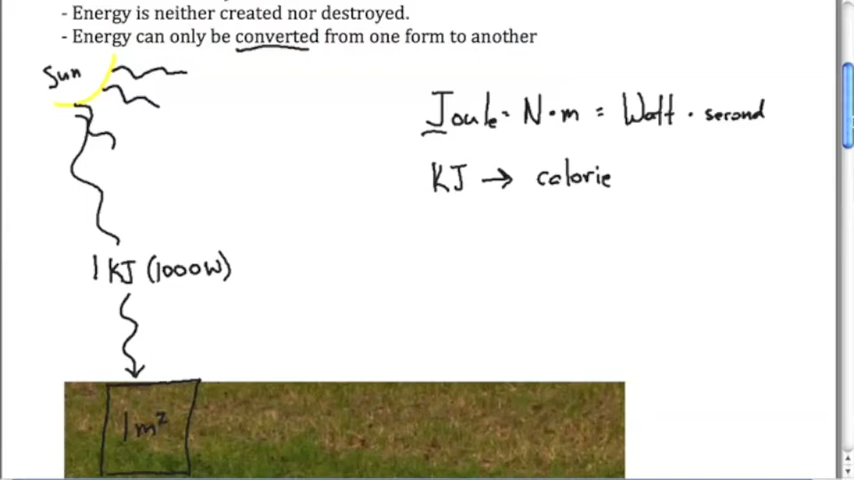 - Energy is neither created nor destroyed.
- Energy can only be converted from one form to another
Sun
Joule = N·m = Watt · second
KJ → calorie
1 KJ (1000W)
1m²